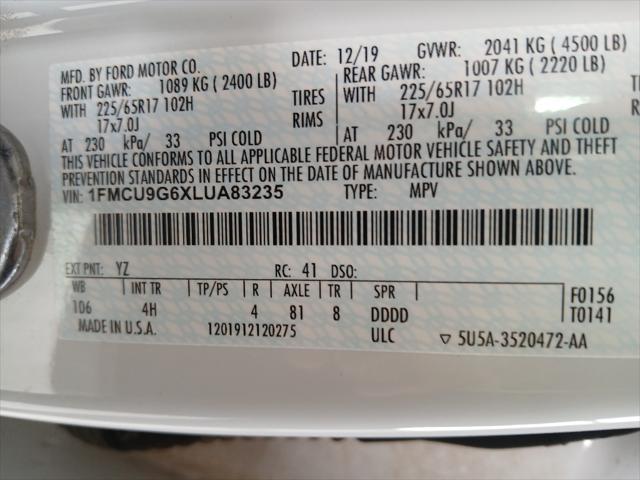 MFD. BY FORD MOTOR CO. DATE: 12/19 GVWR: 2041 KG ( 4500 LB)
FRONT GAWR: 1089 KG ( 2400 LB) REAR GAWR: 1007 KG ( 2220 LB)
WITH 225/65R17 102H TIRES WITH 225/65R17 102H
17x7.0J RIMS 17x7.0J
AT 230 kPa/ 33 PSI COLD AT 230 kPa/ 33 PSI COLD
THIS VEHICLE CONFORMS TO ALL APPLICABLE FEDERAL MOTOR VEHICLE SAFETY AND THEFT
PREVENTION STANDARDS IN EFFECT ON THE DATE OF MANUFACTURE SHOWN ABOVE.
VIN: 1FMCU9G6XLUA83235 TYPE: MPV
EXT PNT: YZ RC: 41 DSO:
WB INT TR TP/PS R AXLE TR SPR F0156
106 4H 4 81 8 DDDD T0141
MADE IN U.S.A. 1201912120275 ULC ▽ 5U5A-3520472-AA